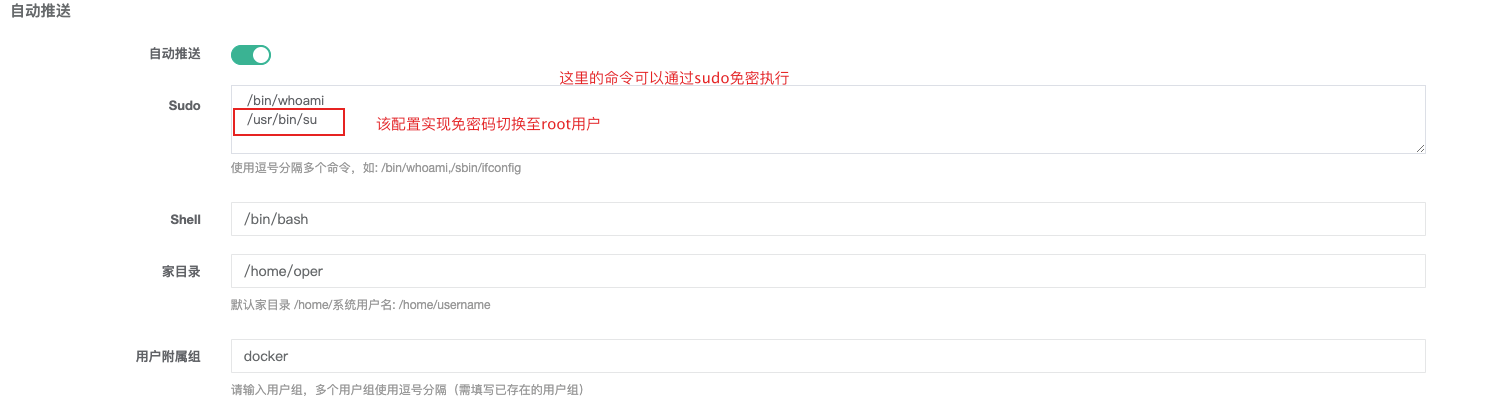 自动推送
自动推送
这里的命令可以通过sudo免密执行
Sudo
/bin/whoami
/usr/bin/su
该配置实现免密码切换至root用户
使用逗号分隔多个命令，如: /bin/whoami,/sbin/ifconfig
Shell
/bin/bash
家目录
/home/oper
默认家目录 /home/系统用户名: /home/username
用户附属组
docker
请输入用户组，多个用户组使用逗号分隔（需填写已存在的用户组）